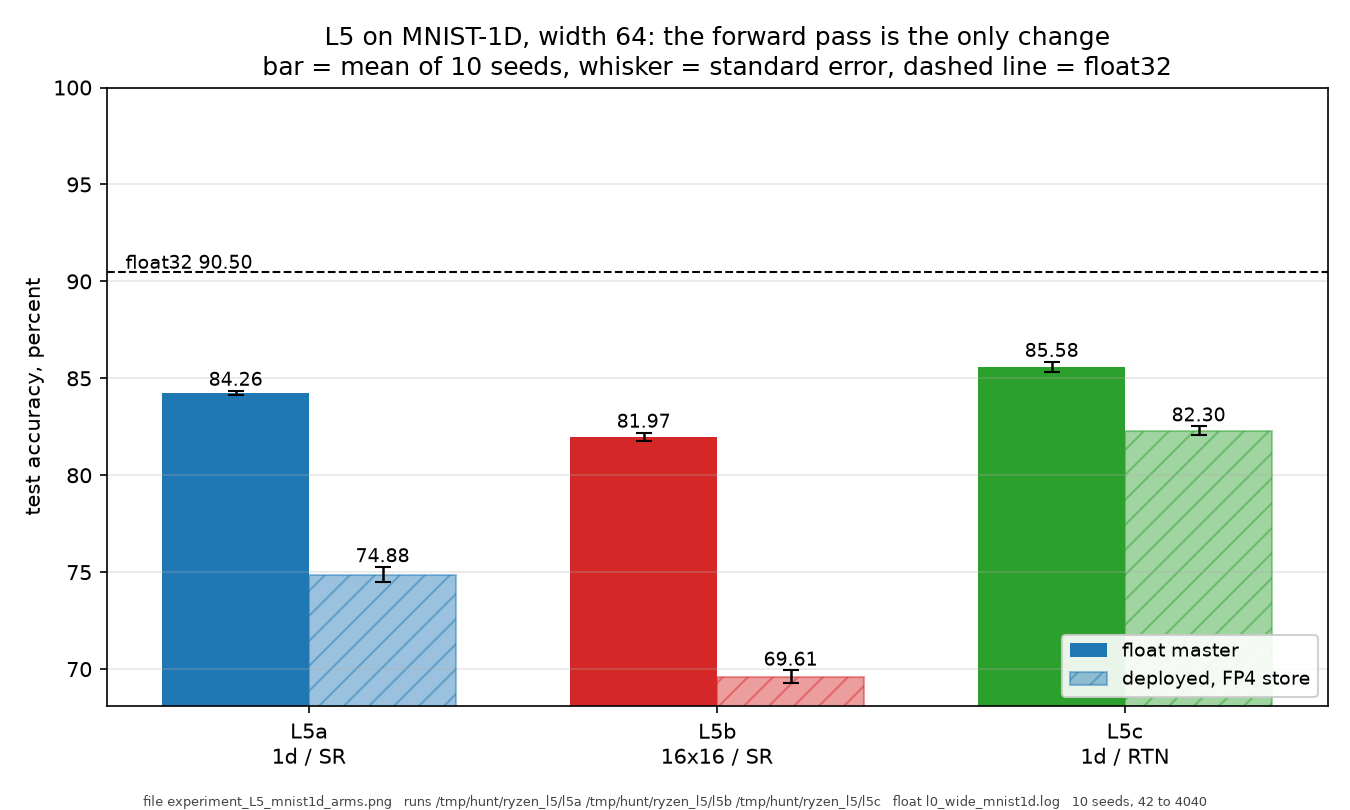 L5 on MNIST-1D, width 64: the forward pass is the only change
bar = mean of 10 seeds, whisker = standard error, dashed line = float32
test accuracy, percent
100
95
90
85
80
75
70
float32 90.50
84.26
74.88
81.97
69.61
85.58
82.30
float master
deployed, FP4 store
L5a
1d / SR
L5b
16x16 / SR
L5c
1d / RTN
file experiment_L5_mnist1d_arms.png   runs /tmp/hunt/ryzen_l5/l5a /tmp/hunt/ryzen_l5/l5b /tmp/hunt/ryzen_l5/l5c   float l0_wide_mnist1d.log   10 seeds, 42 to 4040